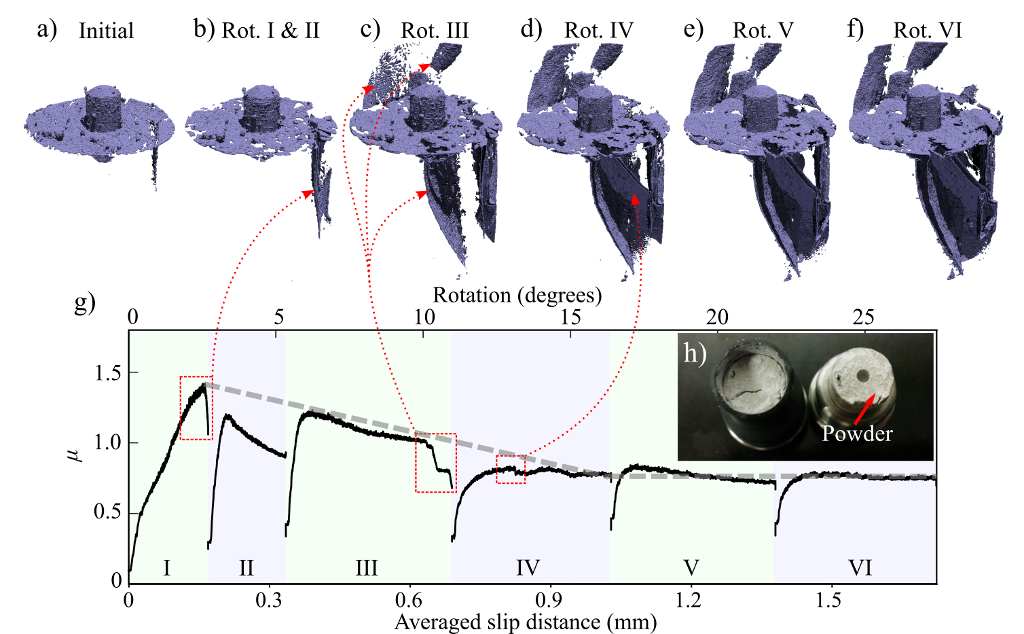 a) Initial b) Rot. I & II c) Rot. III d) Rot. IV e) Rot. V f) Rot. VI
g) Rotation (degrees)
0 5 10 15 20 25
h)
Powder
μ
1.5
1.0
0.5
0
I II III IV V VI
0 0.3 0.6 0.9 1.2 1.5
Averaged slip distance (mm)